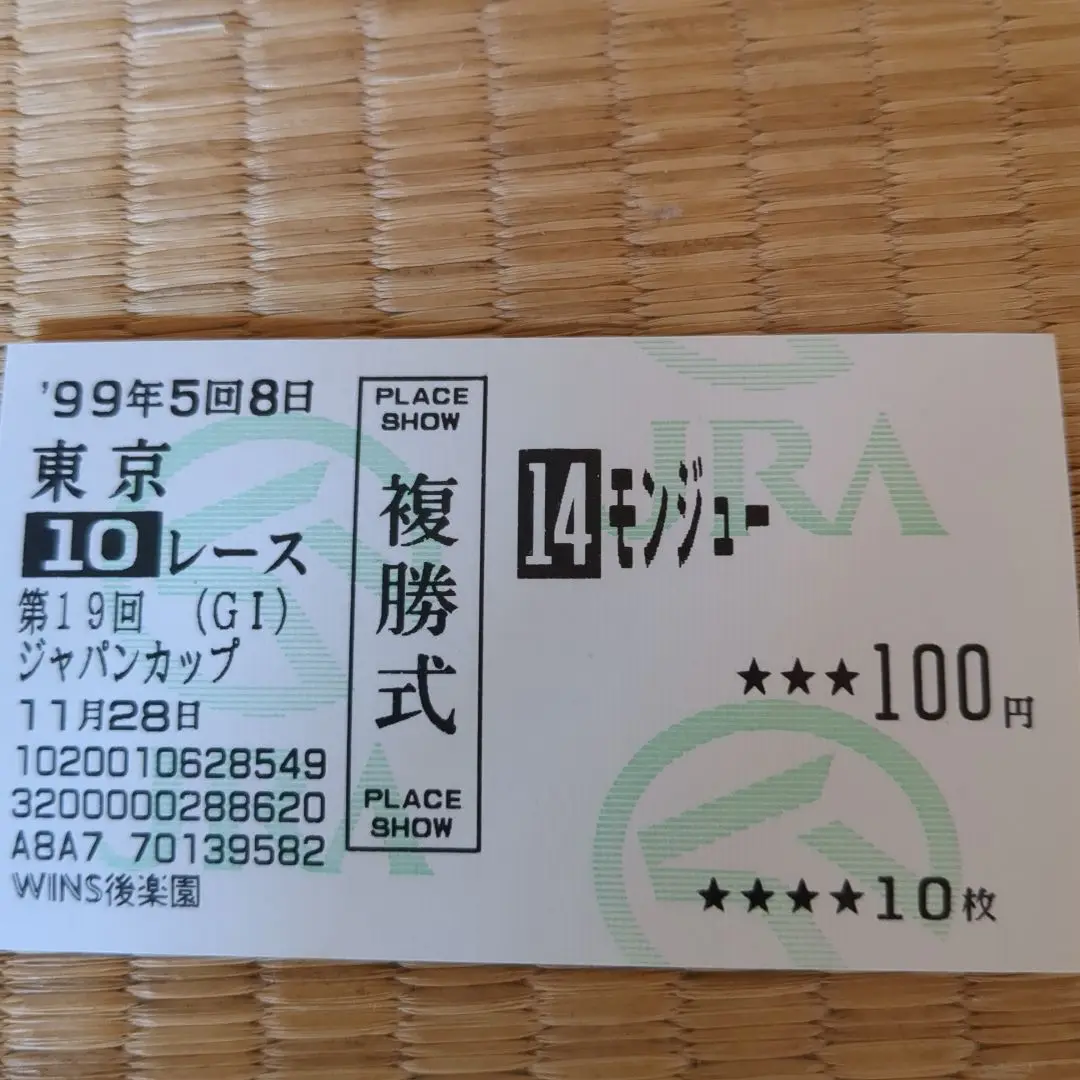 '99年5回8日
東京
10レース
第19回 (GI)
ジャパンカップ
11月28日
1020010628549
3200000288620
A8A7 70139582
WINS後楽園
PLACE
SHOW
複勝式
PLACE
SHOW
JRA
14モンジュー
★★★100円
★★★★10枚